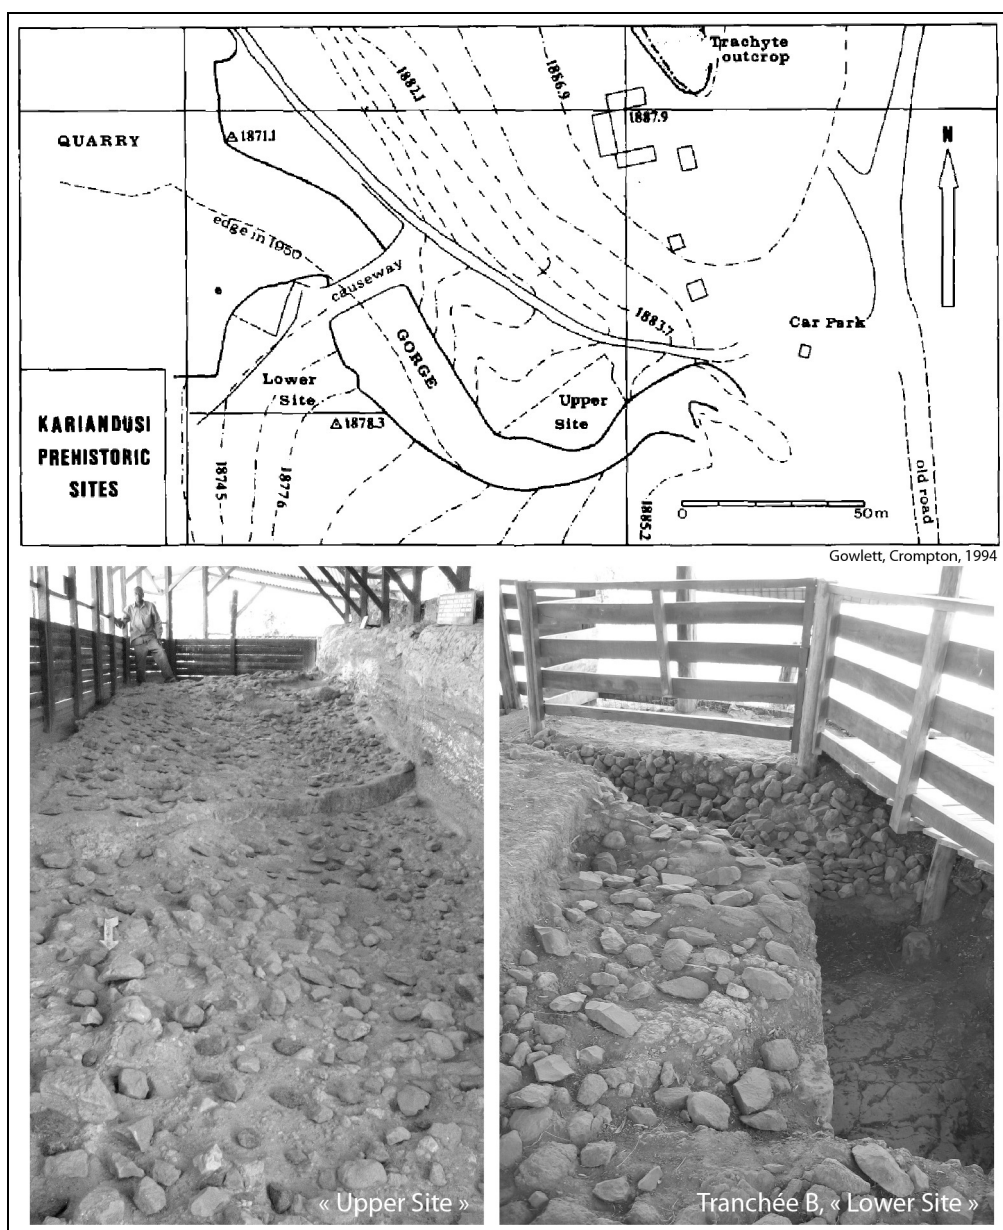 Trachyte
outcrop
1887.1
1886.9
1887.9
QUARRY
△1871.1
N
edge in 1950
causeway
1883.7
Car Park
GORGE
Lower
Site
Upper
Site
△1878.3
KARIANDUSI
PREHISTORIC
SITES
1874.5
1877.6
1885.2
old road
0
50m
Gowlett, Crompton, 1994
« Upper Site »
Tranchée B, « Lower Site »